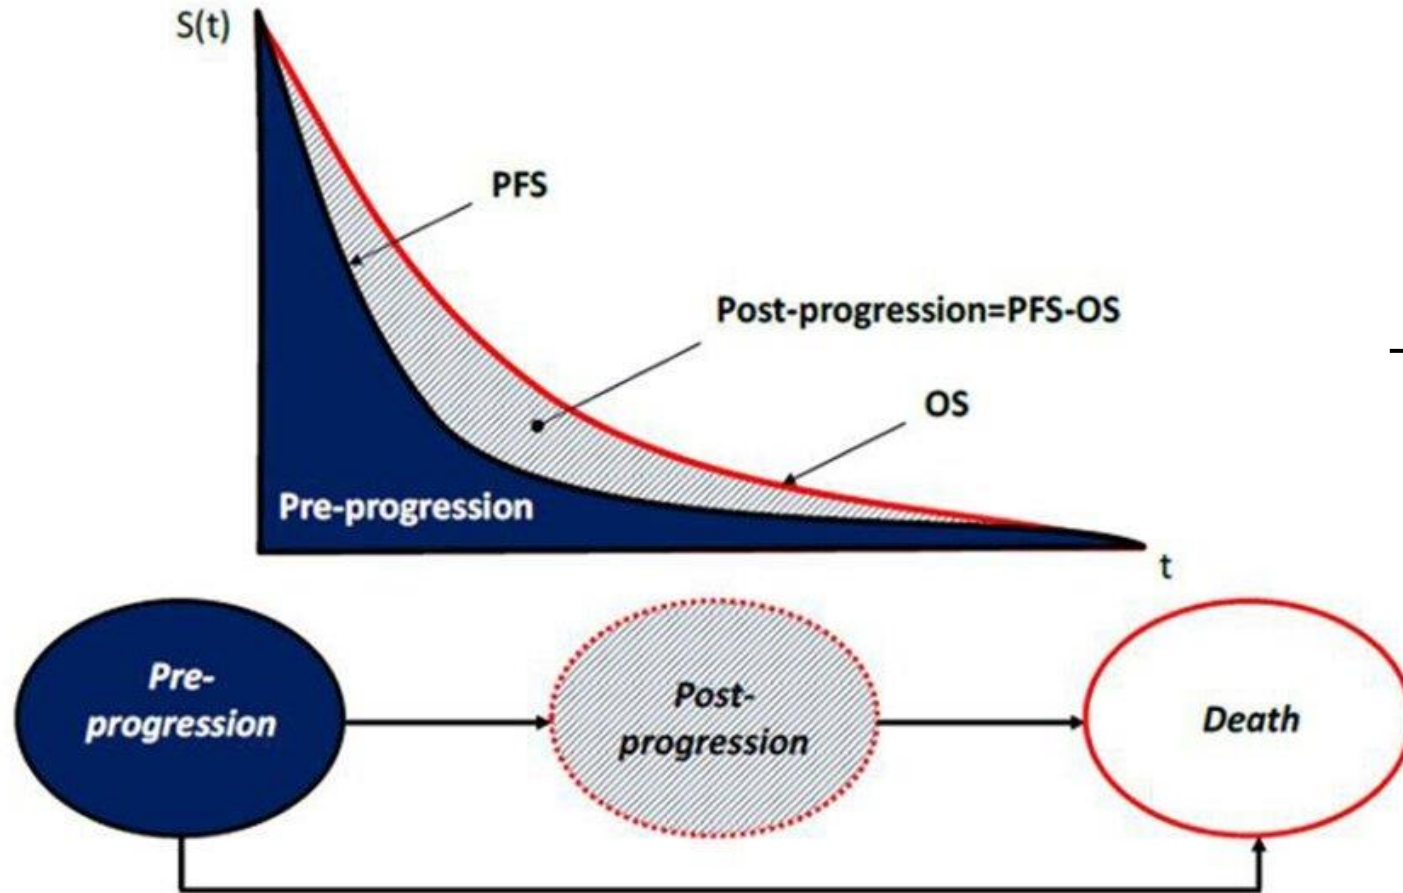 S(t)
PFS
Post-progression=PFS-OS
OS
Pre-progression
t
Pre-
progression
Post-
progression
Death